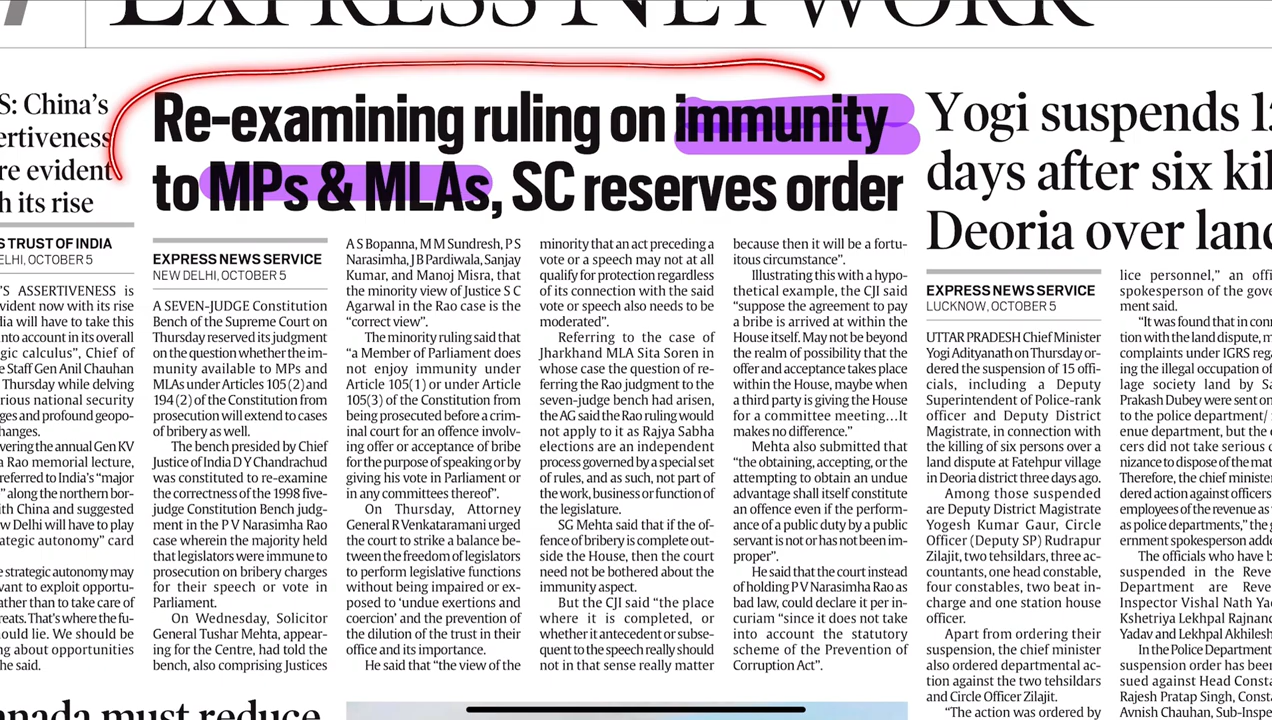 EXPRESS NETWORK
S: China's
ertiveness
re evident
h its rise
S TRUST OF INDIA
ELHI, OCTOBER 5
'S ASSERTIVENESS is
vident now with its rise
dia will have to take this
nto account in its overall
gic calculus", Chief of
e Staff Gen Anil Chauhan
Thursday while delving
rious national security
ges and profound geopo-
hanges.
vering the annual Gen KV
a Rao memorial lecture,
referred to India's "major
" along the northern bor-
ith China and suggested
w Delhi will have to play
ategic autonomy" card
e strategic autonomy may
vant to exploit opportu-
ather than to take care of
reats. That's where the fu-
ould lie. We should be
ng about opportunities
he said.
anada must reduce
Re-examining ruling on immunity
to MPs & MLAs, SC reserves order
EXPRESS NEWS SERVICE
NEW DELHI, OCTOBER 5
A SEVEN-JUDGE Constitution
Bench of the Supreme Court on
Thursday reserved its judgment
on the question whether the im-
munity available to MPs and
MLAs under Articles 105 (2) and
194 (2) of the Constitution from
prosecution will extend to cases
of bribery as well.
The bench presided by Chief
Justice of India D Y Chandrachud
was constituted to re-examine
the correctness of the 1998 five-
judge Constitution Bench judg-
ment in the P V Narasimha Rao
case wherein the majority held
that legislators were immune to
prosecution on bribery charges
for their speech or vote in
Parliament.
On Wednesday, Solicitor
General Tushar Mehta, appear-
ing for the Centre, had told the
bench, also comprising Justices
A S Bopanna, M M Sundresh, P S
Narasimha, J B Pardiwala, Sanjay
Kumar, and Manoj Misra, that
the minority view of Justice S C
Agarwal in the Rao case is the
"correct view".
The minority ruling said that
"a Member of Parliament does
not enjoy immunity under
Article 105(1) or under Article
105(3) of the Constitution from
being prosecuted before a crim-
inal court for an offence involv-
ing offer or acceptance of bribe
for the purpose of speaking or by
giving his vote in Parliament or
in any committees thereof".
On Thursday, Attorney
General R Venkataramani urged
the court to strike a balance be-
tween the freedom of legislators
to perform legislative functions
without being impaired or ex-
posed to 'undue exertions and
coercion' and the prevention of
the dilution of the trust in their
office and its importance.
He said that "the view of the
minority that an act preceding a
vote or a speech may not at all
qualify for protection regardless
of its connection with the said
vote or speech also needs to be
moderated".
Referring to the case of
Jharkhand MLA Sita Soren in
whose case the question of re-
ferring the Rao judgment to the
seven-judge bench had arisen,
the AG said the Rao ruling would
not apply to it as Rajya Sabha
elections are an independent
process governed by a special set
of rules, and as such, not part of
the work, business or function of
the legislature.
SG Mehta said that if the of-
fence of bribery is complete out-
side the House, then the court
need not be bothered about the
immunity aspect.
But the CJI said "the place
where it is completed, or
whether it antecedent or subse-
quent to the speech really should
not in that sense really matter
because then it will be a fortu-
itous circumstance".
Illustrating this with a hypo-
thetical example, the CJI said
"suppose the agreement to pay
a bribe is arrived at within the
House itself. May not be beyond
the realm of possibility that the
offer and acceptance takes place
within the House, maybe when
a third party is giving the House
for a committee meeting...It
makes no difference."
Mehta also submitted that
"the obtaining, accepting, or the
attempting to obtain an undue
advantage shall itself constitute
an offence even if the perform-
ance of a public duty by a public
servant is not or has not been im-
proper".
He said that the court instead
of holding P V Narasimha Rao as
bad law, could declare it per in-
curiam "since it does not take
into account the statutory
scheme of the Prevention of
Corruption Act".
Yogi suspends 15
days after six kil
Deoria over land
EXPRESS NEWS SERVICE
LUCKNOW, OCTOBER 5
UTTAR PRADESH Chief Minister
Yogi Adityanath on Thursday or-
dered the suspension of 15 offi-
cials, including a Deputy
Superintendent of Police-rank
officer and Deputy District
Magistrate, in connection with
the killing of six persons over a
land dispute at Fatehpur village
in Deoria district three days ago.
Among those suspended
are Deputy District Magistrate
Yogesh Kumar Gaur, Circle
Officer (Deputy SP) Rudrapur
Zilajit, two tehsildars, three ac-
countants, one head constable,
four constables, two beat in-
charge and one station house
officer.
Apart from ordering their
suspension, the chief minister
also ordered departmental ac-
tion against the two tehsildars
and Circle Officer Zilajit.
"The action was ordered by
lice personnel," an offi
spokesperson of the gove
ment said.
"It was found that in conn
tion with the land dispute, m
complaints under IGRS rega
ing the illegal occupation of
lage society land by Sa
Prakash Dubey were sent on
to the police department/
enue department, but the
cers did not take serious c
nizance to dispose of the mat
Therefore, the chief minister
dered action against officers
employees of the revenue as
as police departments," the g
ernment spokesperson adde
The officials who have b
suspended in the Reve
Department are Reve
Inspector Vishal Nath Yad
Kshetriya Lekhpal Rajnand
Yadav and Lekhpal Akhilesh
In the Police Department
suspension order has been
sued against Head Consta
Rajesh Pratap Singh, Consta
Avnish Chauhan, Sub-Inspe